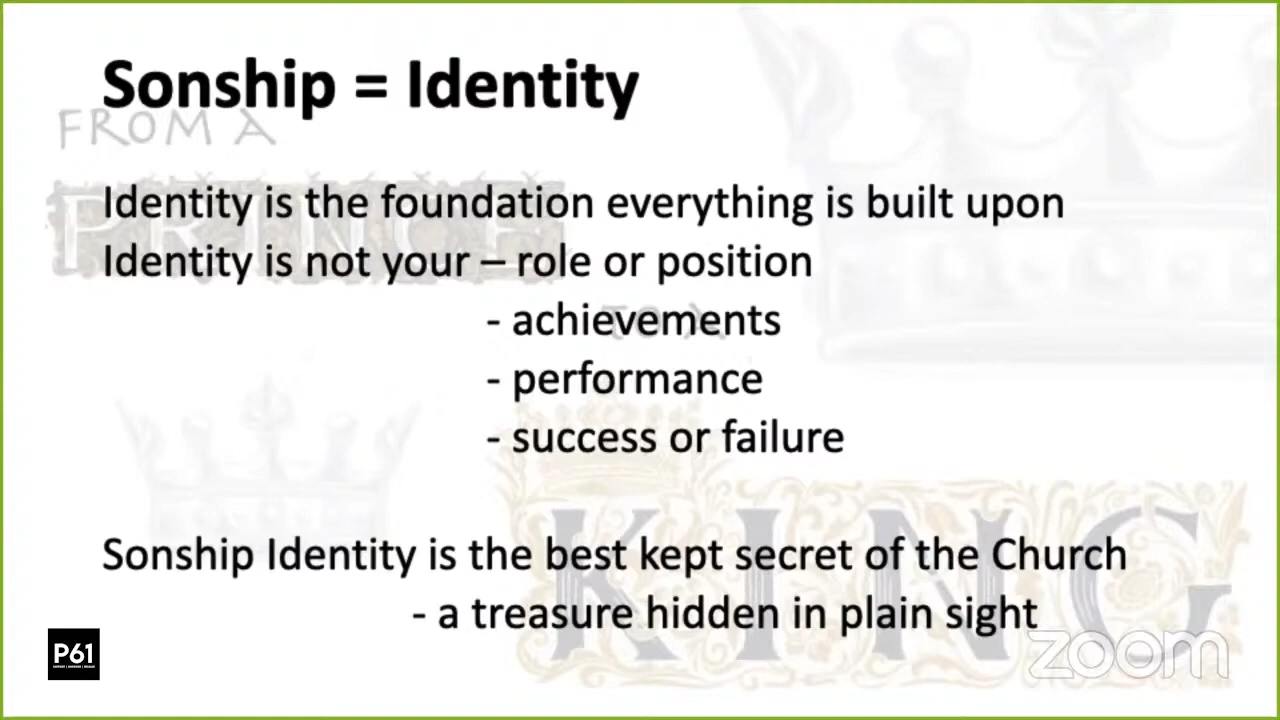 Sonship = Identity
FROM A
PRINCE
Identity is the foundation everything is built upon
Identity is not your – role or position
TO A
- achievements
- performance
- success or failure
KING
Sonship Identity is the best kept secret of the Church
- a treasure hidden in plain sight
P61
zoom